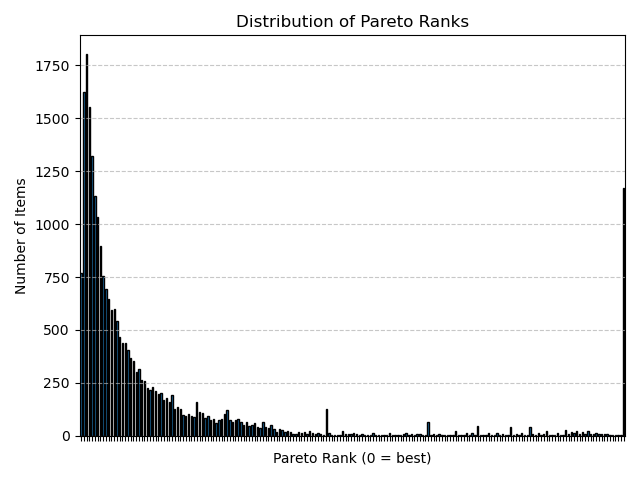 Distribution of Pareto Ranks
1750
1500
1250
1000
750
500
250
0
Number of Items
Pareto Rank (0 = best)